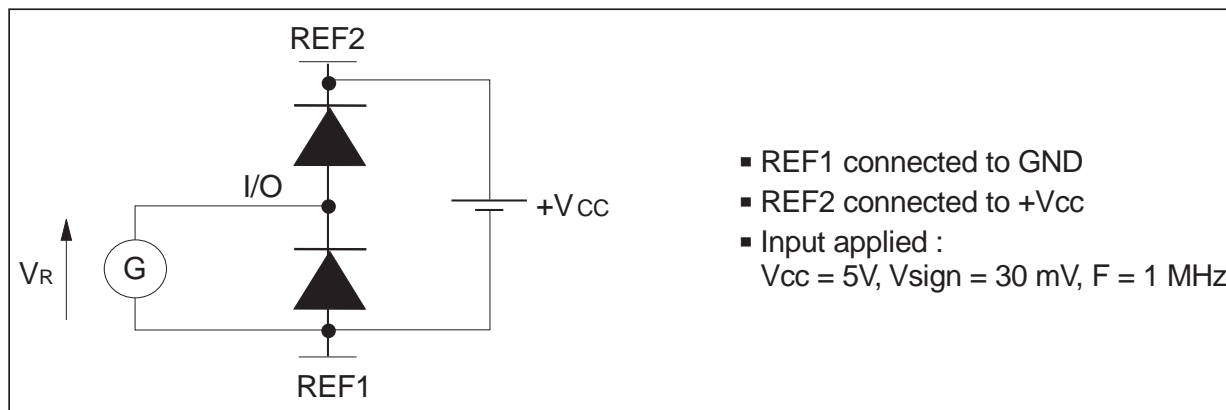 REF2
I/O
+VCC
VR
G
REF1
▪ REF1 connected to GND
▪ REF2 connected to +Vcc
▪ Input applied :
Vcc = 5V, Vsign = 30 mV, F = 1 MHz